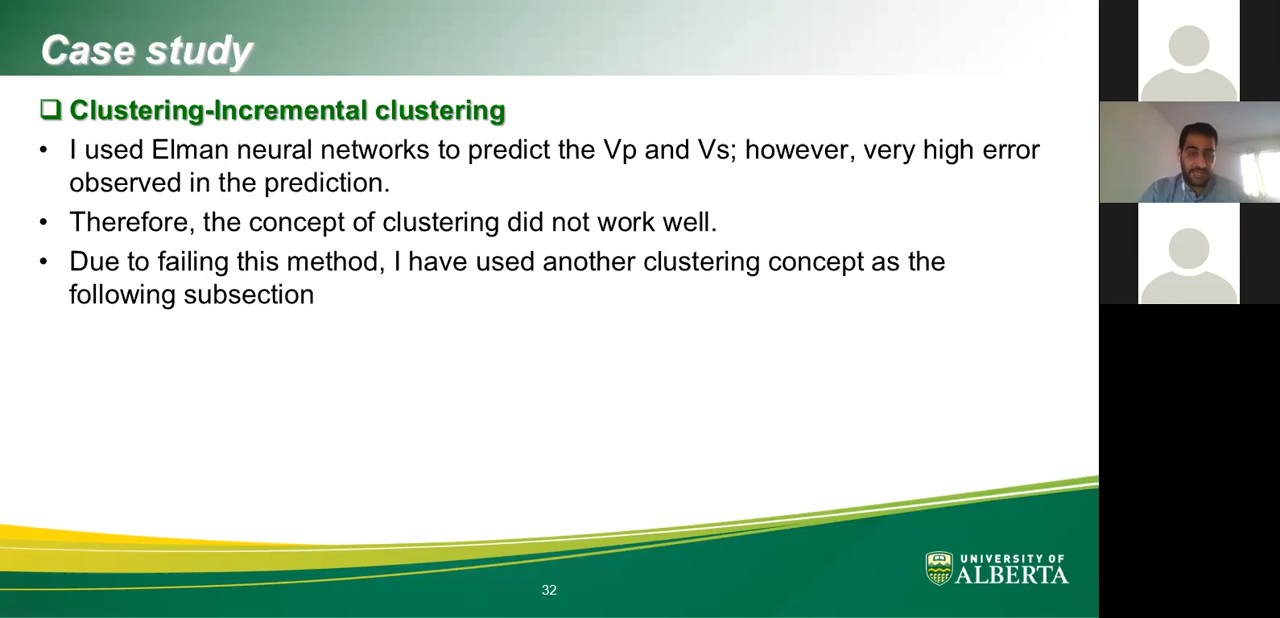 Case study
Clustering-Incremental clustering
• I used Elman neural networks to predict the Vp and Vs; however, very high error
observed in the prediction.
• Therefore, the concept of clustering did not work well.
• Due to failing this method, I have used another clustering concept as the
following subsection
UNIVERSITY OF
ALBERTA
32